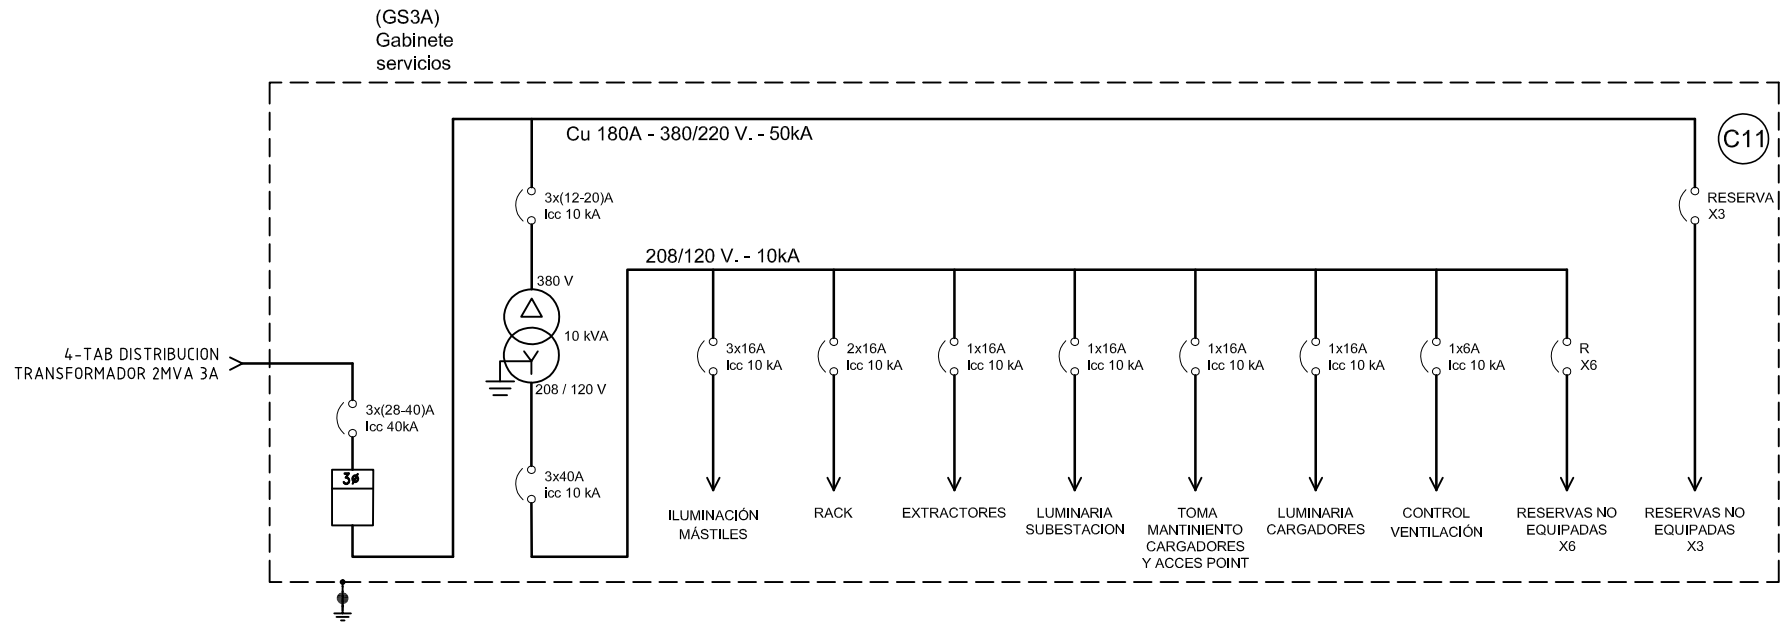 (GS3A)
Gabinete
servicios
Cu 180A - 380/220 V. - 50kA
C11
3x(12-20)A
Icc 10 kA
RESERVA
X3
208/120 V. - 10kA
380 V
10 kVA
208 / 120 V
4-TAB DISTRIBUCION
TRANSFORMADOR 2MVA 3A
3x(28-40)A
Icc 40kA
3ø
3x40A
Icc 10 kA
3x16A
Icc 10 kA
2x16A
Icc 10 kA
1x16A
Icc 10 kA
1x16A
Icc 10 kA
1x16A
Icc 10 kA
1x16A
Icc 10 kA
1x6A
Icc 10 kA
R
X6
ILUMINACIÓN
MÁSTILES
RACK
EXTRACTORES
LUMINARIA
SUBESTACION
TOMA
MANTINIENTO
CARGADORES
Y ACCES POINT
LUMINARIA
CARGADORES
CONTROL
VENTILACIÓN
RESERVAS NO
EQUIPADAS
X6
RESERVAS NO
EQUIPADAS
X3